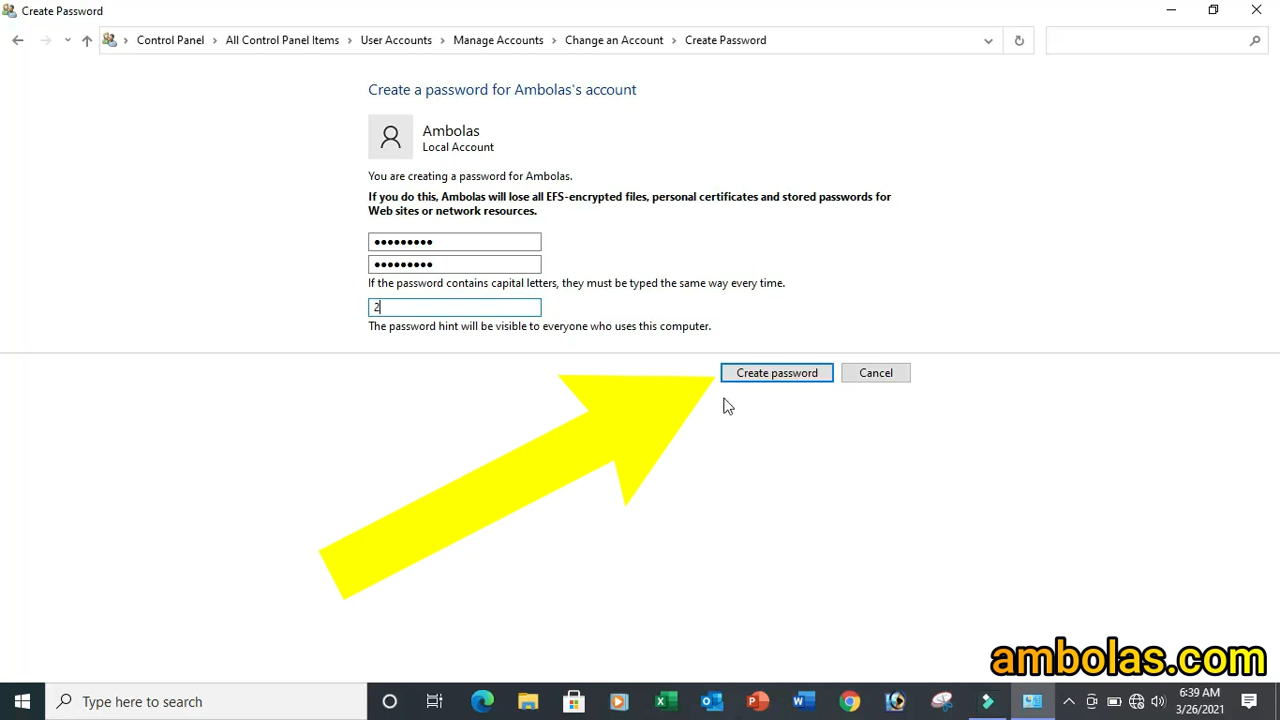 Create Password
Control Panel > All Control Panel Items > User Accounts > Manage Accounts > Change an Account > Create Password
Create a password for Ambolas's account
Ambolas
Local Account
You are creating a password for Ambolas.
If you do this, Ambolas will lose all EFS-encrypted files, personal certificates and stored passwords for
Web sites or network resources.
•••••••••
•••••••••
If the password contains capital letters, they must be typed the same way every time.
2
The password hint will be visible to everyone who uses this computer.
Create password Cancel
ambolas.com
Type here to search
6:39 AM
3/26/2021